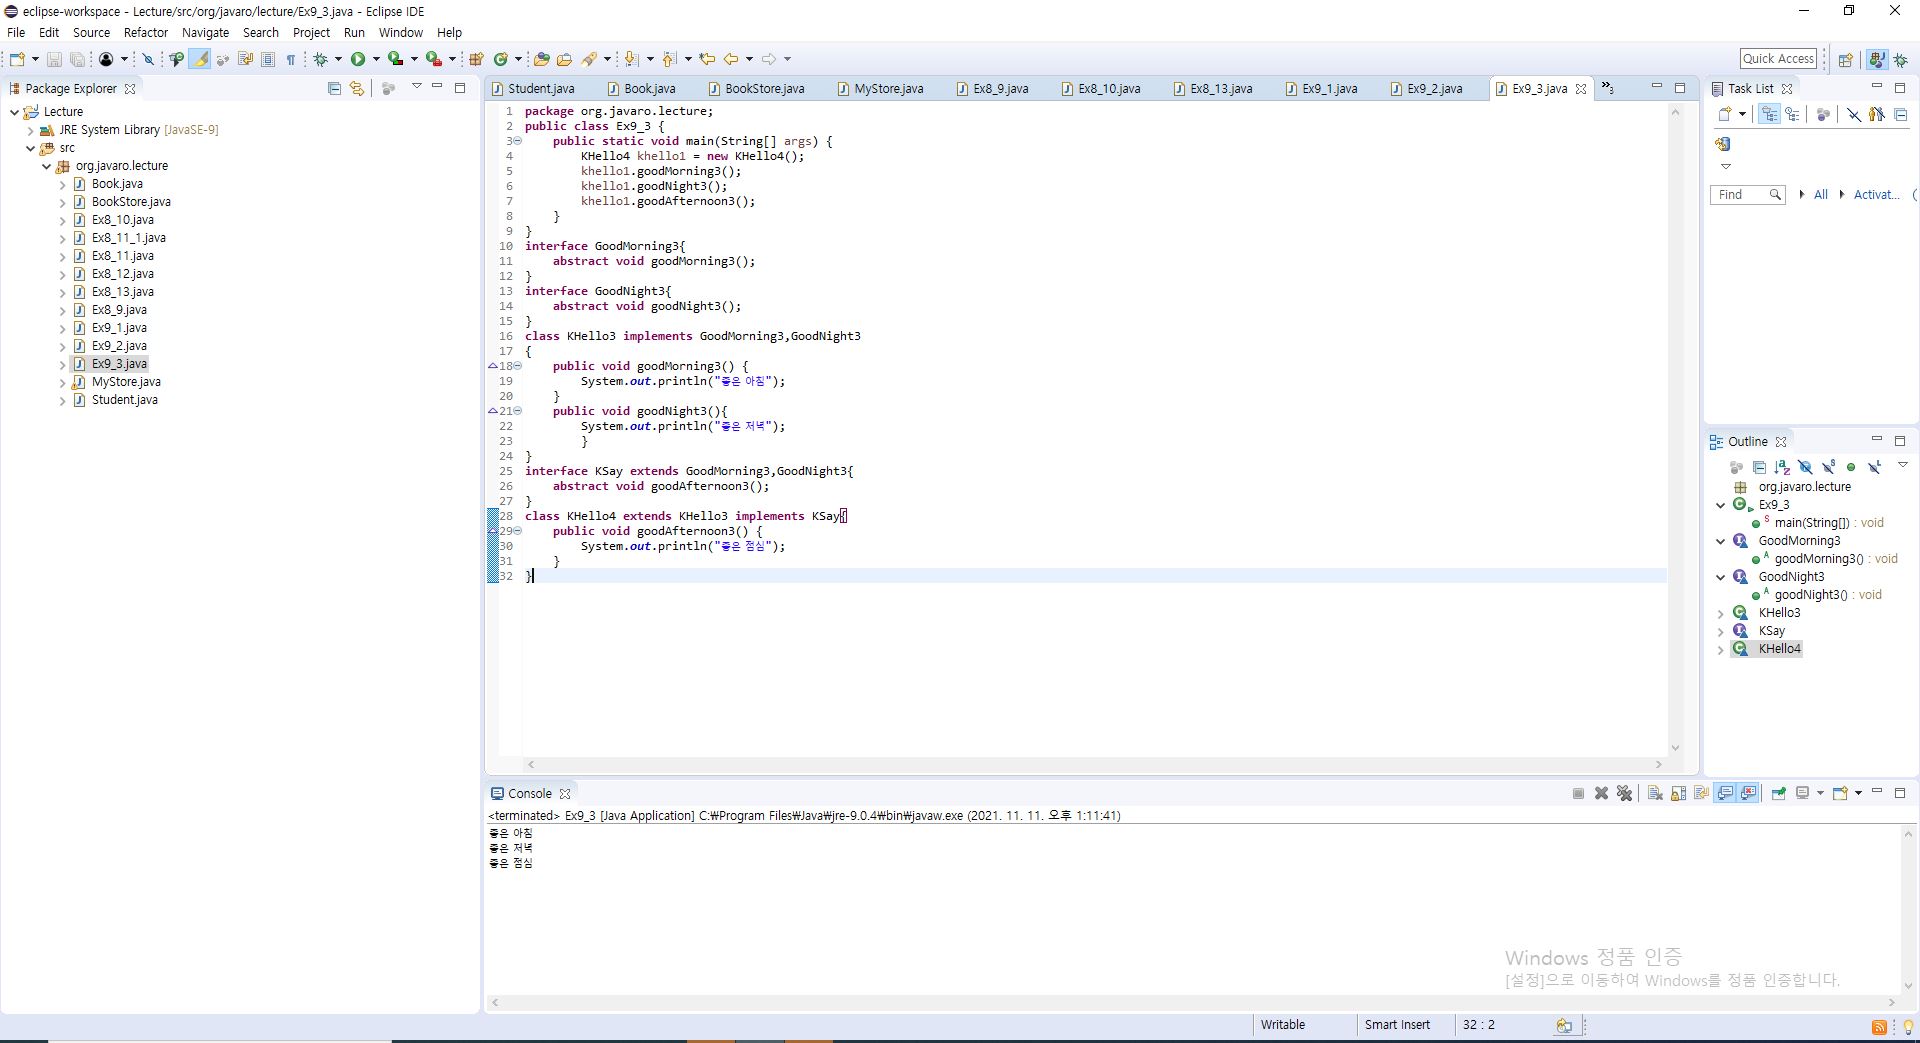 eclipse-workspace - Lecture/src/org/javaro/lecture/Ex9_3.java - Eclipse IDE
File Edit Source Refactor Navigate Search Project Run Window Help
Quick Access
Package Explorer
Lecture
JRE System Library [JavaSE-9]
src
org.javaro.lecture
Book.java
BookStore.java
Ex8_10.java
Ex8_11_1.java
Ex8_11.java
Ex8_12.java
Ex8_13.java
Ex8_9.java
Ex9_1.java
Ex9_2.java
Ex9_3.java
MyStore.java
Student.java
Student.java Book.java BookStore.java MyStore.java Ex8_9.java Ex8_10.java Ex8_13.java Ex9_1.java Ex9_2.java Ex9_3.java »3
1 package org.javaro.lecture;
2 public class Ex9_3 {
3 public static void main(String[] args) {
4 KHello4 khello1 = new KHello4();
5 khello1.goodMorning3();
6 khello1.goodNight3();
7 khello1.goodAfternoon3();
8 }
9 }
10 interface GoodMorning3{
11 abstract void goodMorning3();
12 }
13 interface GoodNight3{
14 abstract void goodNight3();
15 }
16 class KHello3 implements GoodMorning3,GoodNight3
17 {
18 public void goodMorning3() {
19 System.out.println("좋은 아침");
20 }
21 public void goodNight3(){
22 System.out.println("좋은 저녁");
23 }
24 }
25 interface KSay extends GoodMorning3,GoodNight3{
26 abstract void goodAfternoon3();
27 }
28 class KHello4 extends KHello3 implements KSay{
29 public void goodAfternoon3() {
30 System.out.println("좋은 점심");
31 }
32 }
Task List
Find All Activat...
Outline
org.javaro.lecture
Ex9_3
main(String[]) : void
GoodMorning3
goodMorning3() : void
GoodNight3
goodNight3() : void
KHello3
KSay
KHello4
Console
<terminated> Ex9_3 [Java Application] C:₩Program Files₩Java₩jre-9.0.4₩bin₩javaw.exe (2021. 11. 11. 오후 1:11:41)
좋은 아침
좋은 저녁
좋은 점심
Windows 정품 인증
[설정]으로 이동하여 Windows를 정품 인증합니다.
Writable Smart Insert 32 : 2